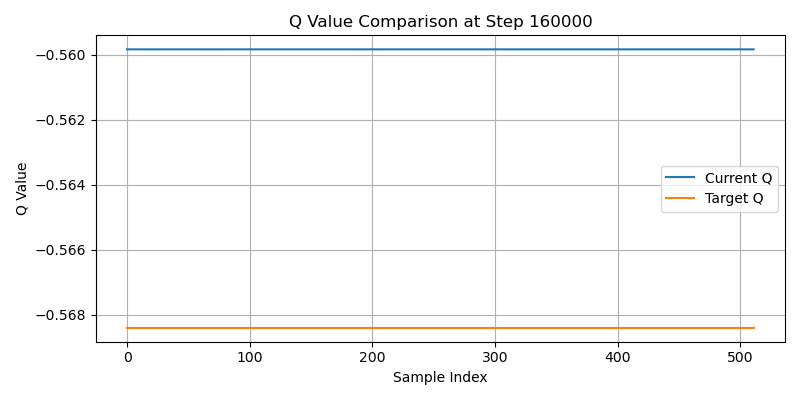 Q Value Comparison at Step 160000
Q Value
−0.560
−0.562
−0.564
−0.566
−0.568
Current Q
Target Q
0
100
200
300
400
500
Sample Index